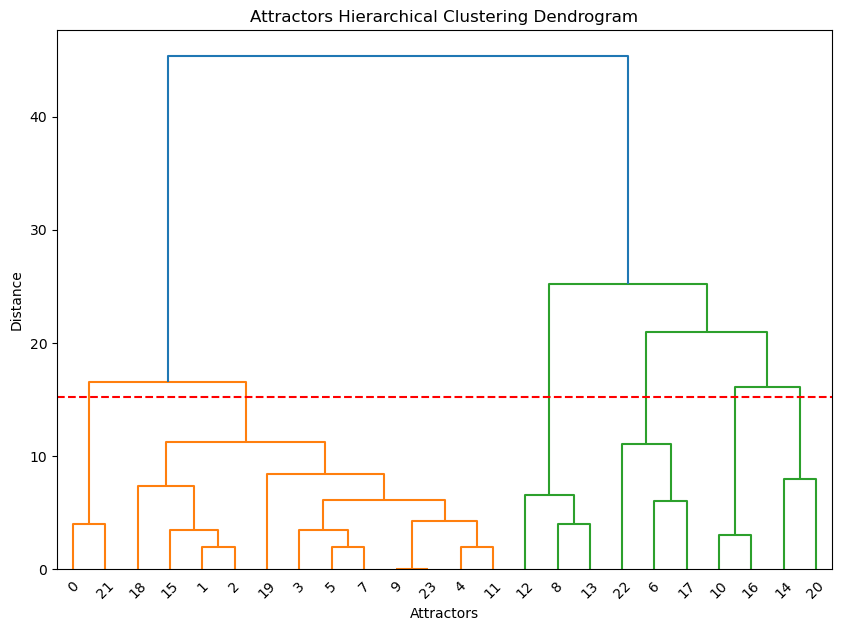 Attractors Hierarchical Clustering Dendrogram
Distance
40
30
20
10
0
0 21 18 15 1 2 19 3 5 7 9 23 4 11 12 8 13 22 6 17 10 16 14 20
Attractors